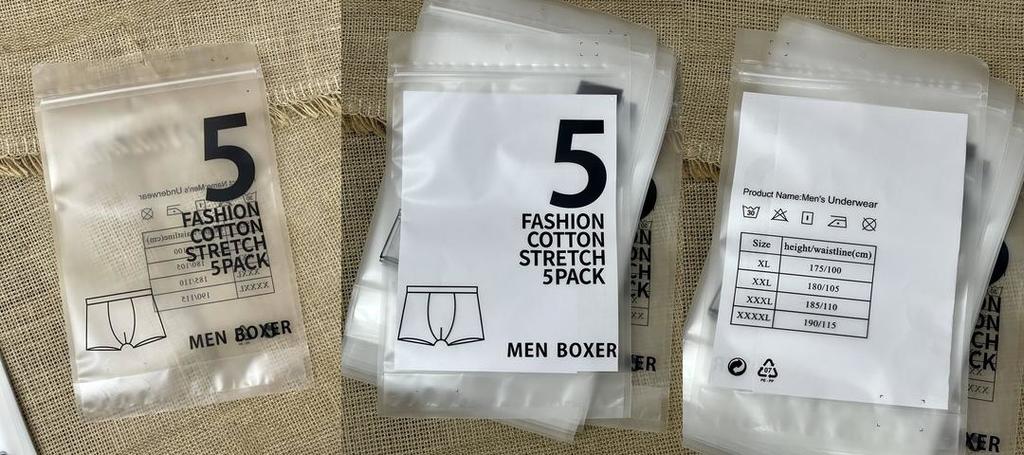 5
FASHION
COTTON
STRETCH
5PACK
MEN BOXER
5
FASHION
COTTON
STRETCH
5PACK
MEN BOXER
Product Name:Men's Underwear
30
Size height/waistline(cm)
XL 175/100
XXL 180/105
XXXL 185/110
XXXXL 190/115
07
PE-PP